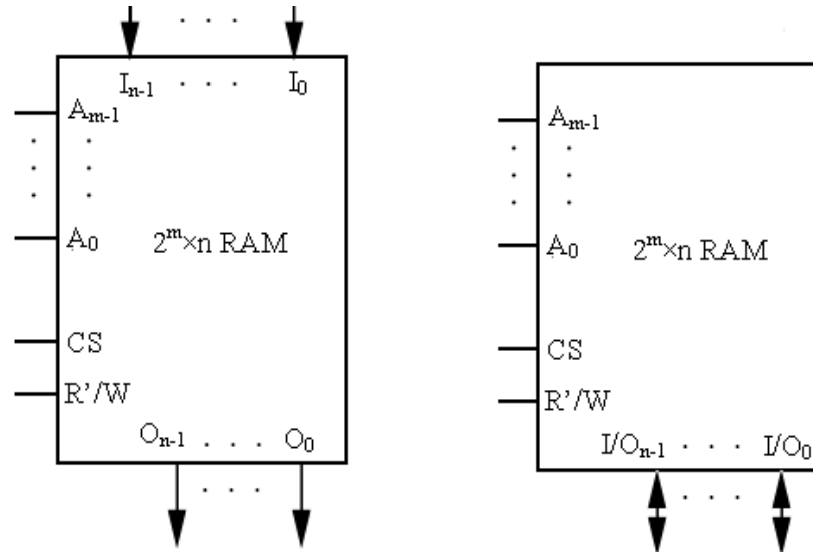 Iₙ₋₁ . . . I₀
Aₘ₋₁
A₀
2ᵐ×n RAM
CS
R’/W
Oₙ₋₁ . . . O₀
Aₘ₋₁
A₀
2ᵐ×n RAM
CS
R’/W
I/Oₙ₋₁ . . . I/O₀